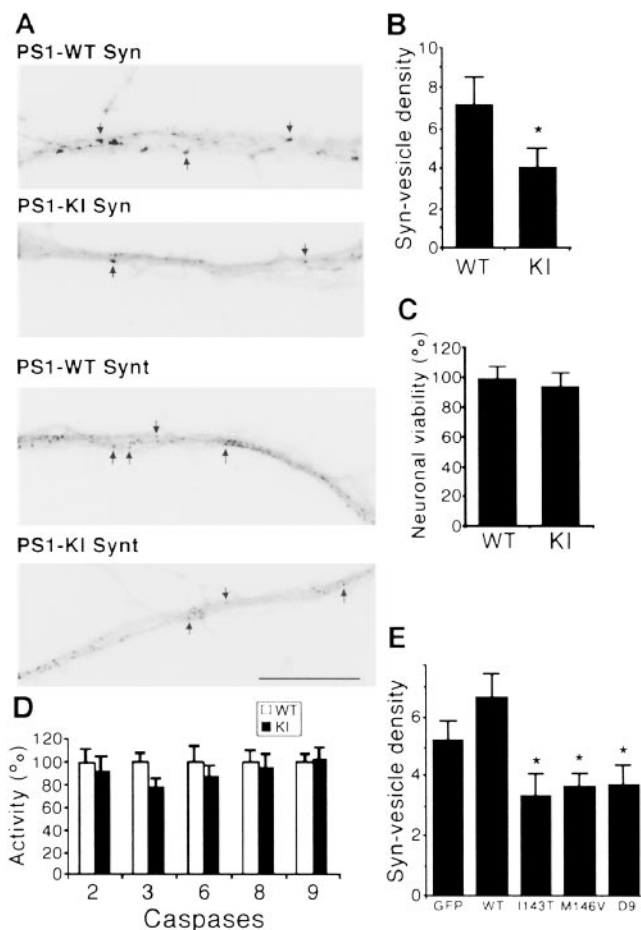 A
PS1-WT Syn
PS1-KI Syn
PS1-WT Synt
PS1-KI Synt
B
Syn-vesicle density
10
8
6
4
2
0
*
WT KI
C
Neuronal viability (°o)
120
100
80
60
40
20
0
WT KI
D
WT
KI
Activity (°o)
120
100
80
60
40
20
0
2 3 6 8 9
Caspases
E
Syn-vesicle density
6
4
2
0
* * *
GFP WT I143T M146V D9